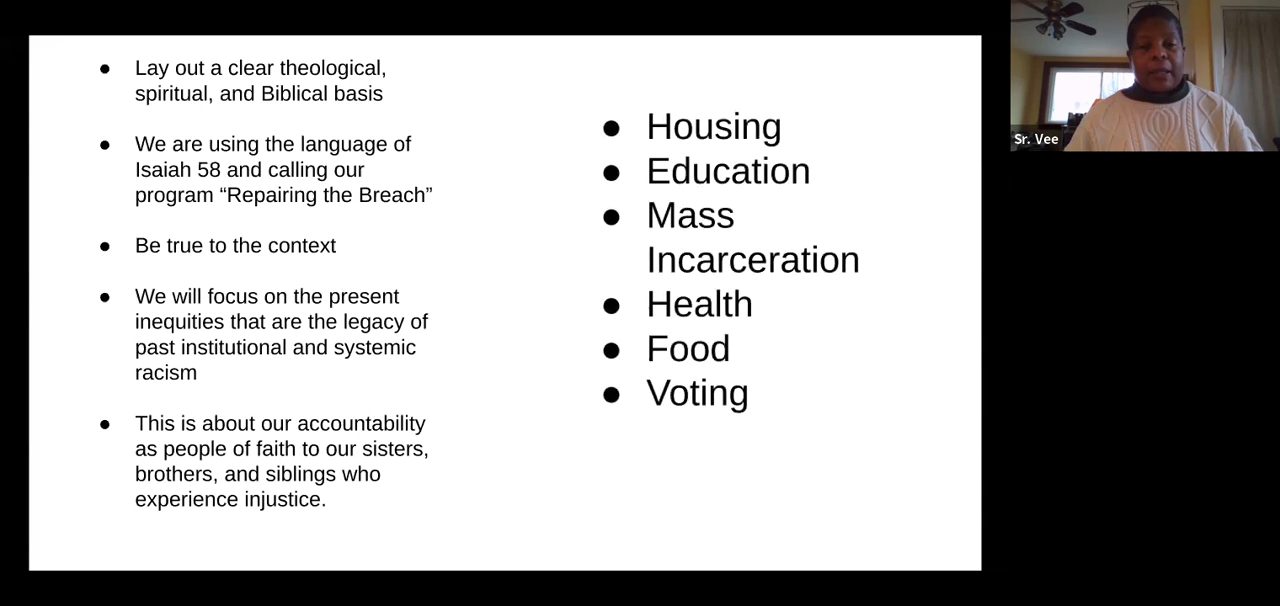 ● Lay out a clear theological,
spiritual, and Biblical basis
● We are using the language of
Isaiah 58 and calling our
program “Repairing the Breach”
● Be true to the context
● We will focus on the present
inequities that are the legacy of
past institutional and systemic
racism
● This is about our accountability
as people of faith to our sisters,
brothers, and siblings who
experience injustice.
● Housing
● Education
● Mass
Incarceration
● Health
● Food
● Voting
Sr. Vee